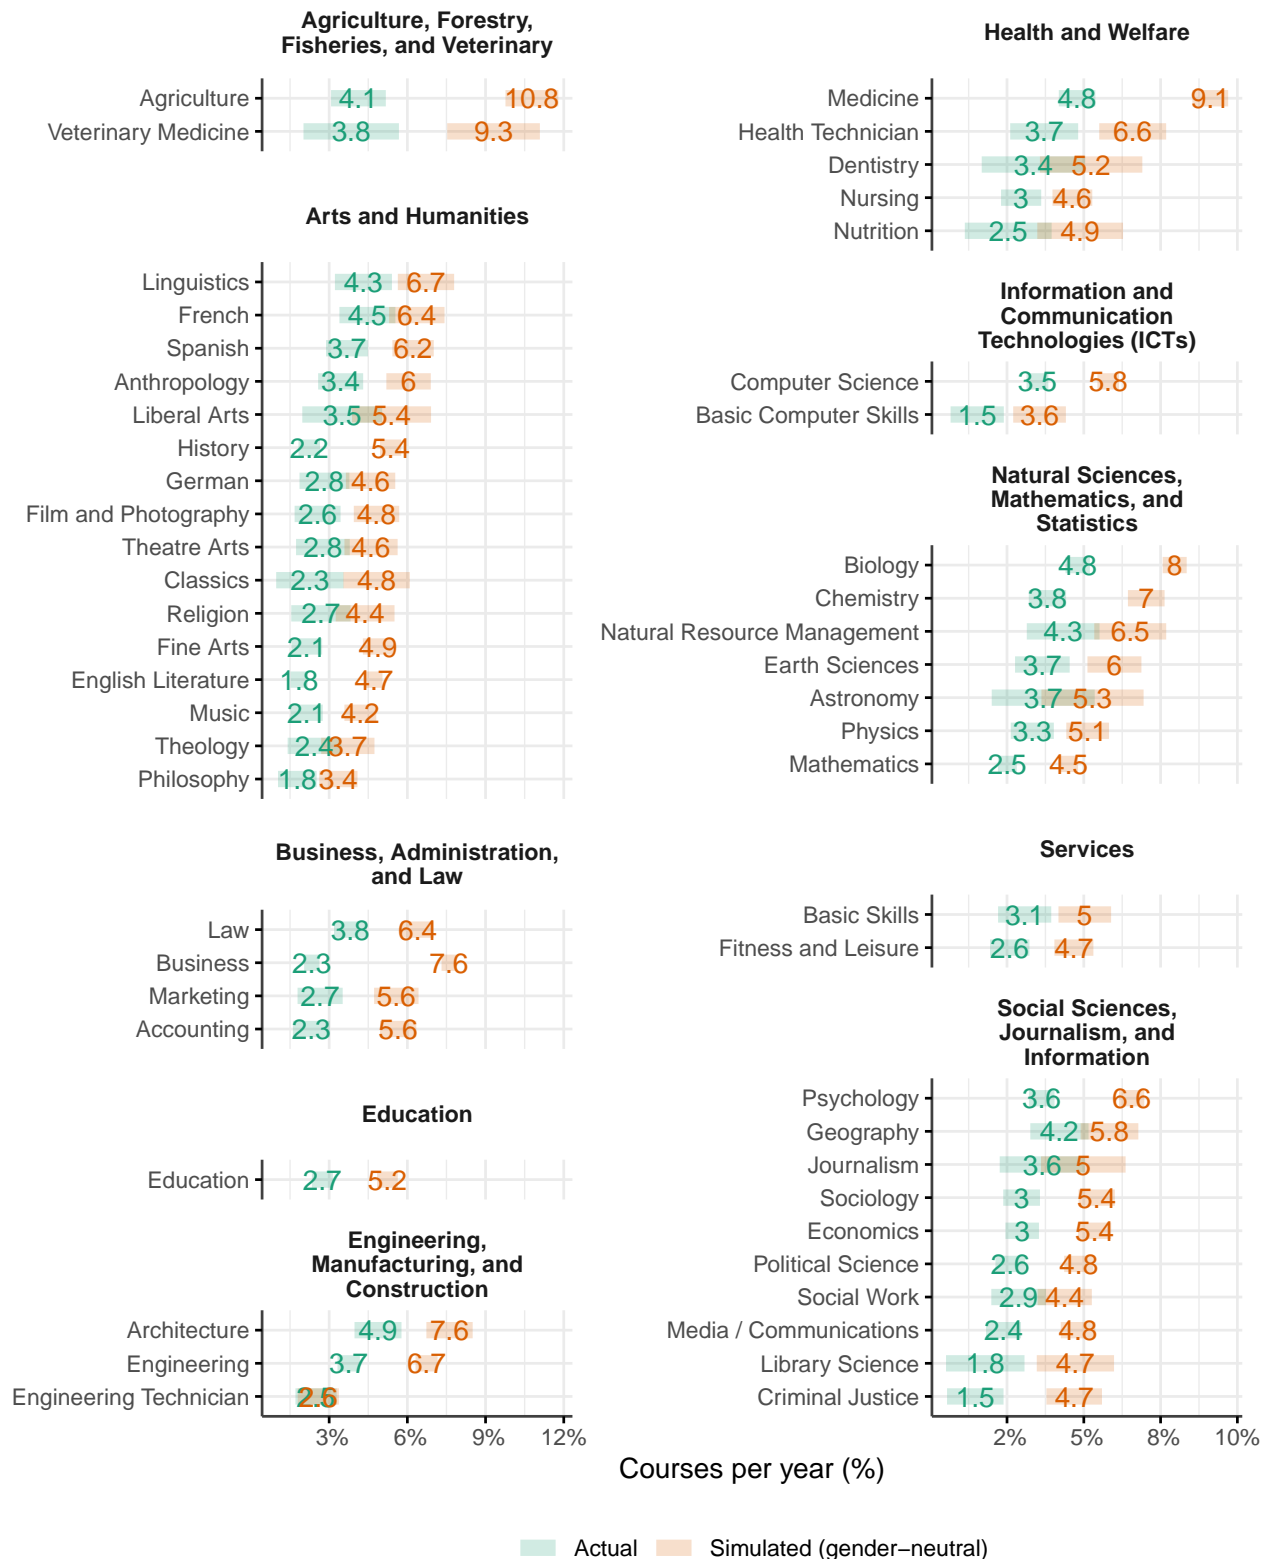 Agriculture, Forestry,
Fisheries, and Veterinary
Agriculture 4.1 10.8
Veterinary Medicine 3.8 9.3
Arts and Humanities
Linguistics 4.3 6.7
French 4.5 6.4
Spanish 3.7 6.2
Anthropology 3.4 6
Liberal Arts 3.5 5.4
History 2.2 5.4
German 2.8 4.6
Film and Photography 2.6 4.8
Theatre Arts 2.8 4.6
Classics 2.3 4.8
Religion 2.7 4.4
Fine Arts 2.1 4.9
English Literature 1.8 4.7
Music 2.1 4.2
Theology 2.4 3.7
Philosophy 1.8 3.4
Business, Administration,
and Law
Law 3.8 6.4
Business 2.3 7.6
Marketing 2.7 5.6
Accounting 2.3 5.6
Education
Education 2.7 5.2
Engineering,
Manufacturing, and
Construction
Architecture 4.9 7.6
Engineering 3.7 6.7
Engineering Technician 2.6
3% 6% 9% 12%
Health and Welfare
Medicine 4.8 9.1
Health Technician 3.7 6.6
Dentistry 3.4 5.2
Nursing 3 4.6
Nutrition 2.5 4.9
Information and
Communication
Technologies (ICTs)
Computer Science 3.5 5.8
Basic Computer Skills 1.5 3.6
Natural Sciences,
Mathematics, and
Statistics
Biology 4.8 8
Chemistry 3.8 7
Natural Resource Management 4.3 6.5
Earth Sciences 3.7 6
Astronomy 3.7 5.3
Physics 3.3 5.1
Mathematics 2.5 4.5
Services
Basic Skills 3.1 5
Fitness and Leisure 2.6 4.7
Social Sciences,
Journalism, and
Information
Psychology 3.6 6.6
Geography 4.2 5.8
Journalism 3.6 5
Sociology 3 5.4
Economics 3 5.4
Political Science 2.6 4.8
Social Work 2.9 4.4
Media / Communications 2.4 4.8
Library Science 1.8 4.7
Criminal Justice 1.5 4.7
2% 5% 8% 10%
Courses per year (%)
Actual Simulated (gender−neutral)